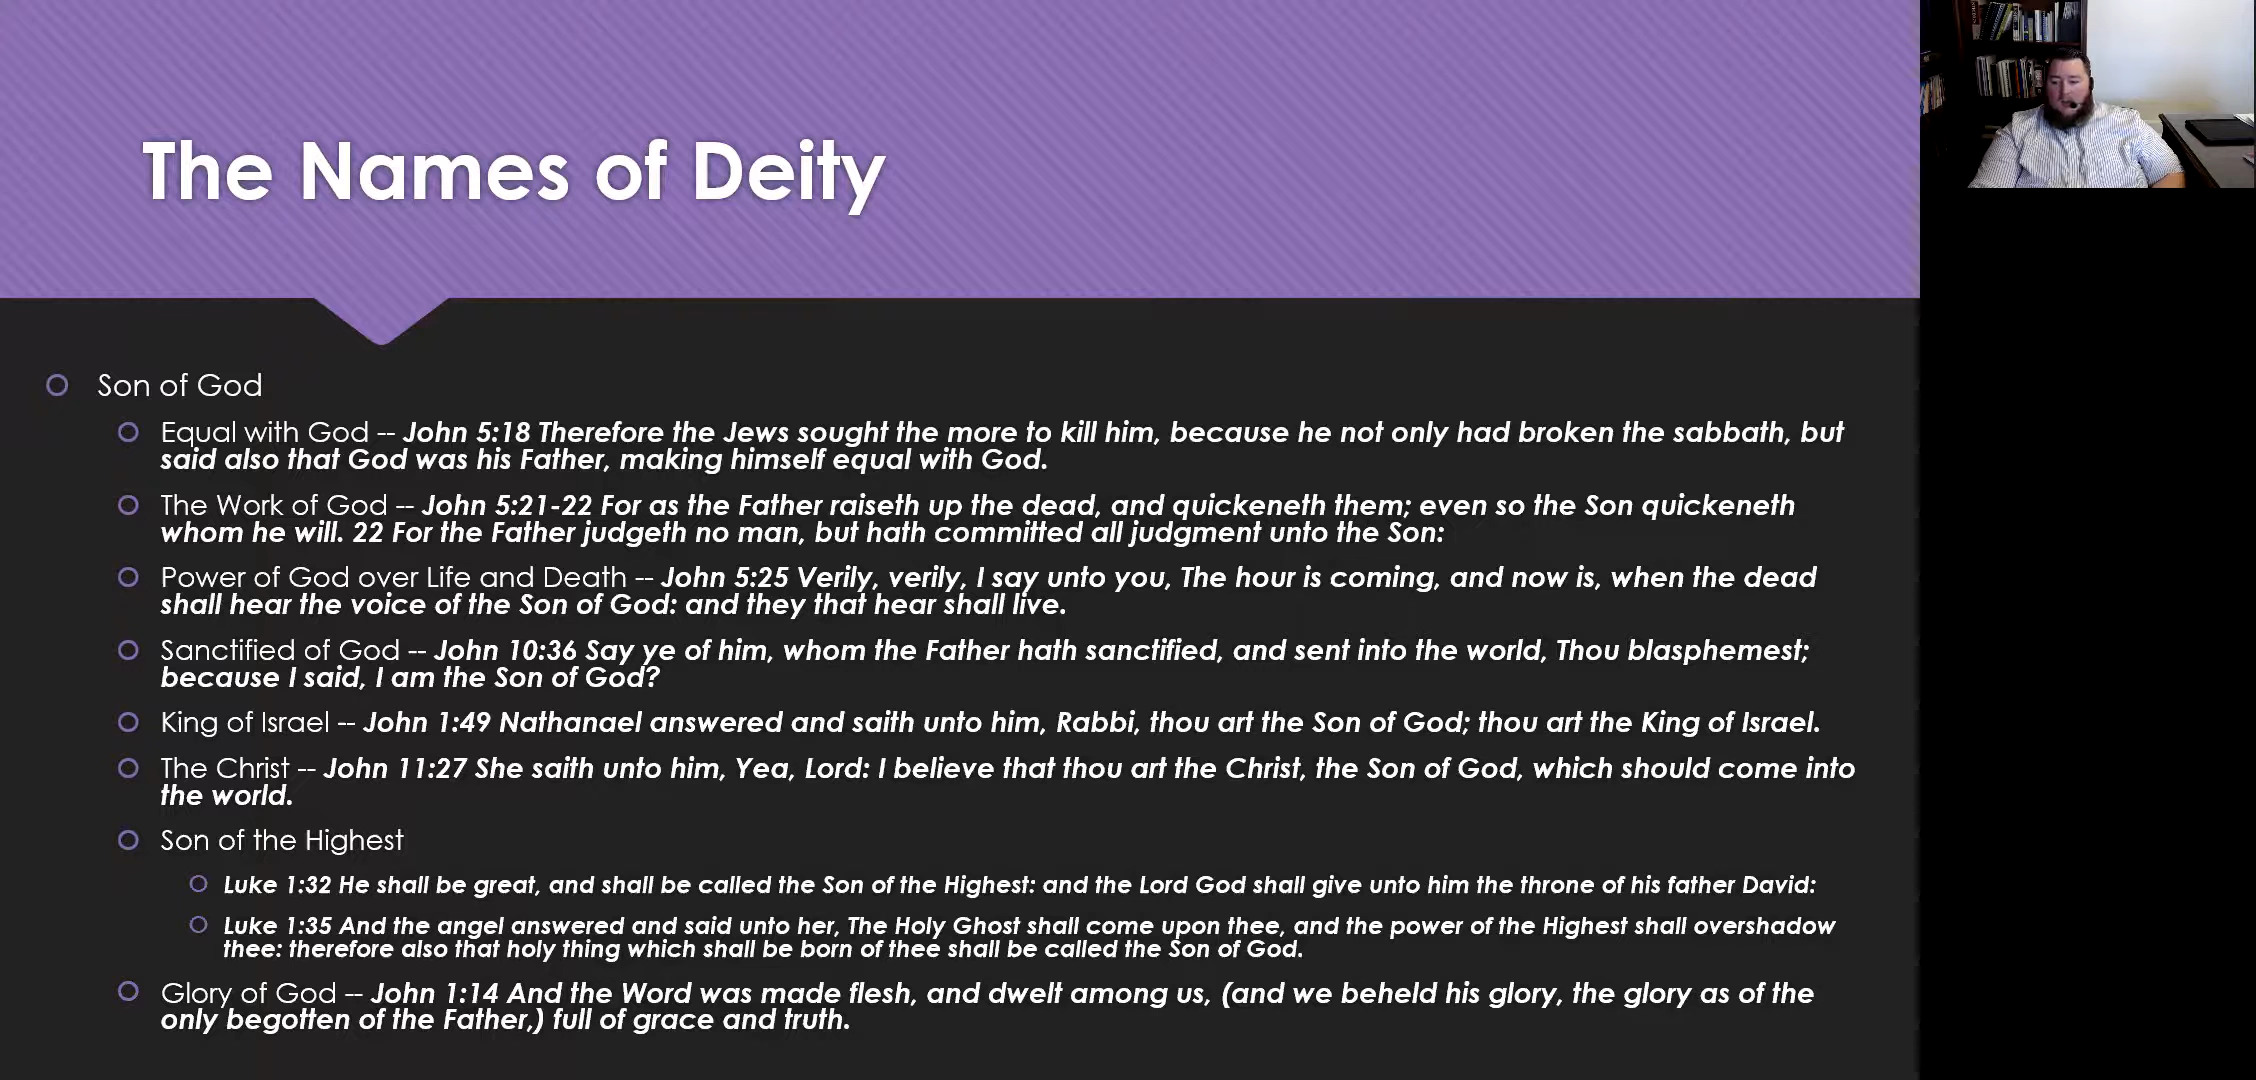 The Names of Deity
Son of God
Equal with God -- John 5:18 Therefore the Jews sought the more to kill him, because he not only had broken the sabbath, but
said also that God was his Father, making himself equal with God.
The Work of God -- John 5:21-22 For as the Father raiseth up the dead, and quickeneth them; even so the Son quickeneth
whom he will. 22 For the Father judgeth no man, but hath committed all judgment unto the Son:
Power of God over Life and Death -- John 5:25 Verily, verily, I say unto you, The hour is coming, and now is, when the dead
shall hear the voice of the Son of God: and they that hear shall live.
Sanctified of God -- John 10:36 Say ye of him, whom the Father hath sanctified, and sent into the world, Thou blasphemest;
because I said, I am the Son of God?
King of Israel -- John 1:49 Nathanael answered and saith unto him, Rabbi, thou art the Son of God; thou art the King of Israel.
The Christ -- John 11:27 She saith unto him, Yea, Lord: I believe that thou art the Christ, the Son of God, which should come into
the world.
Son of the Highest
Luke 1:32 He shall be great, and shall be called the Son of the Highest: and the Lord God shall give unto him the throne of his father David:
Luke 1:35 And the angel answered and said unto her, The Holy Ghost shall come upon thee, and the power of the Highest shall overshadow
thee: therefore also that holy thing which shall be born of thee shall be called the Son of God.
Glory of God -- John 1:14 And the Word was made flesh, and dwelt among us, (and we beheld his glory, the glory as of the
only begotten of the Father,) full of grace and truth.